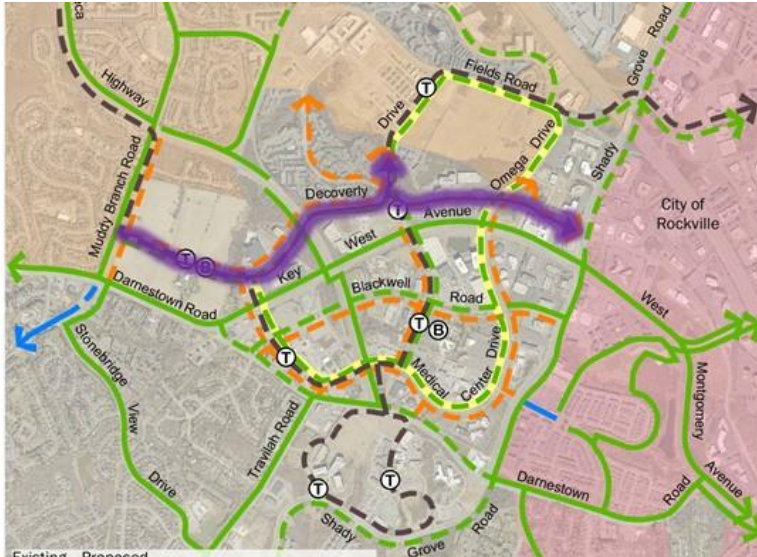 ca
Highway
Muddy Branch Road
Drive
Fields Road
Grove Road
Omega Drive
Shady
City of
Rockville
Decoverly
T
T
Avenue
T B
Key
West
West
Darnestown Road
Blackwell
Road
T B
T
Medical
Center Drive
Stonebridge
View
Drive
Travilah Road
Montgomery
Avenue
T
T
Darnestown
Road
Shady
Grove
Road
Existing Proposed